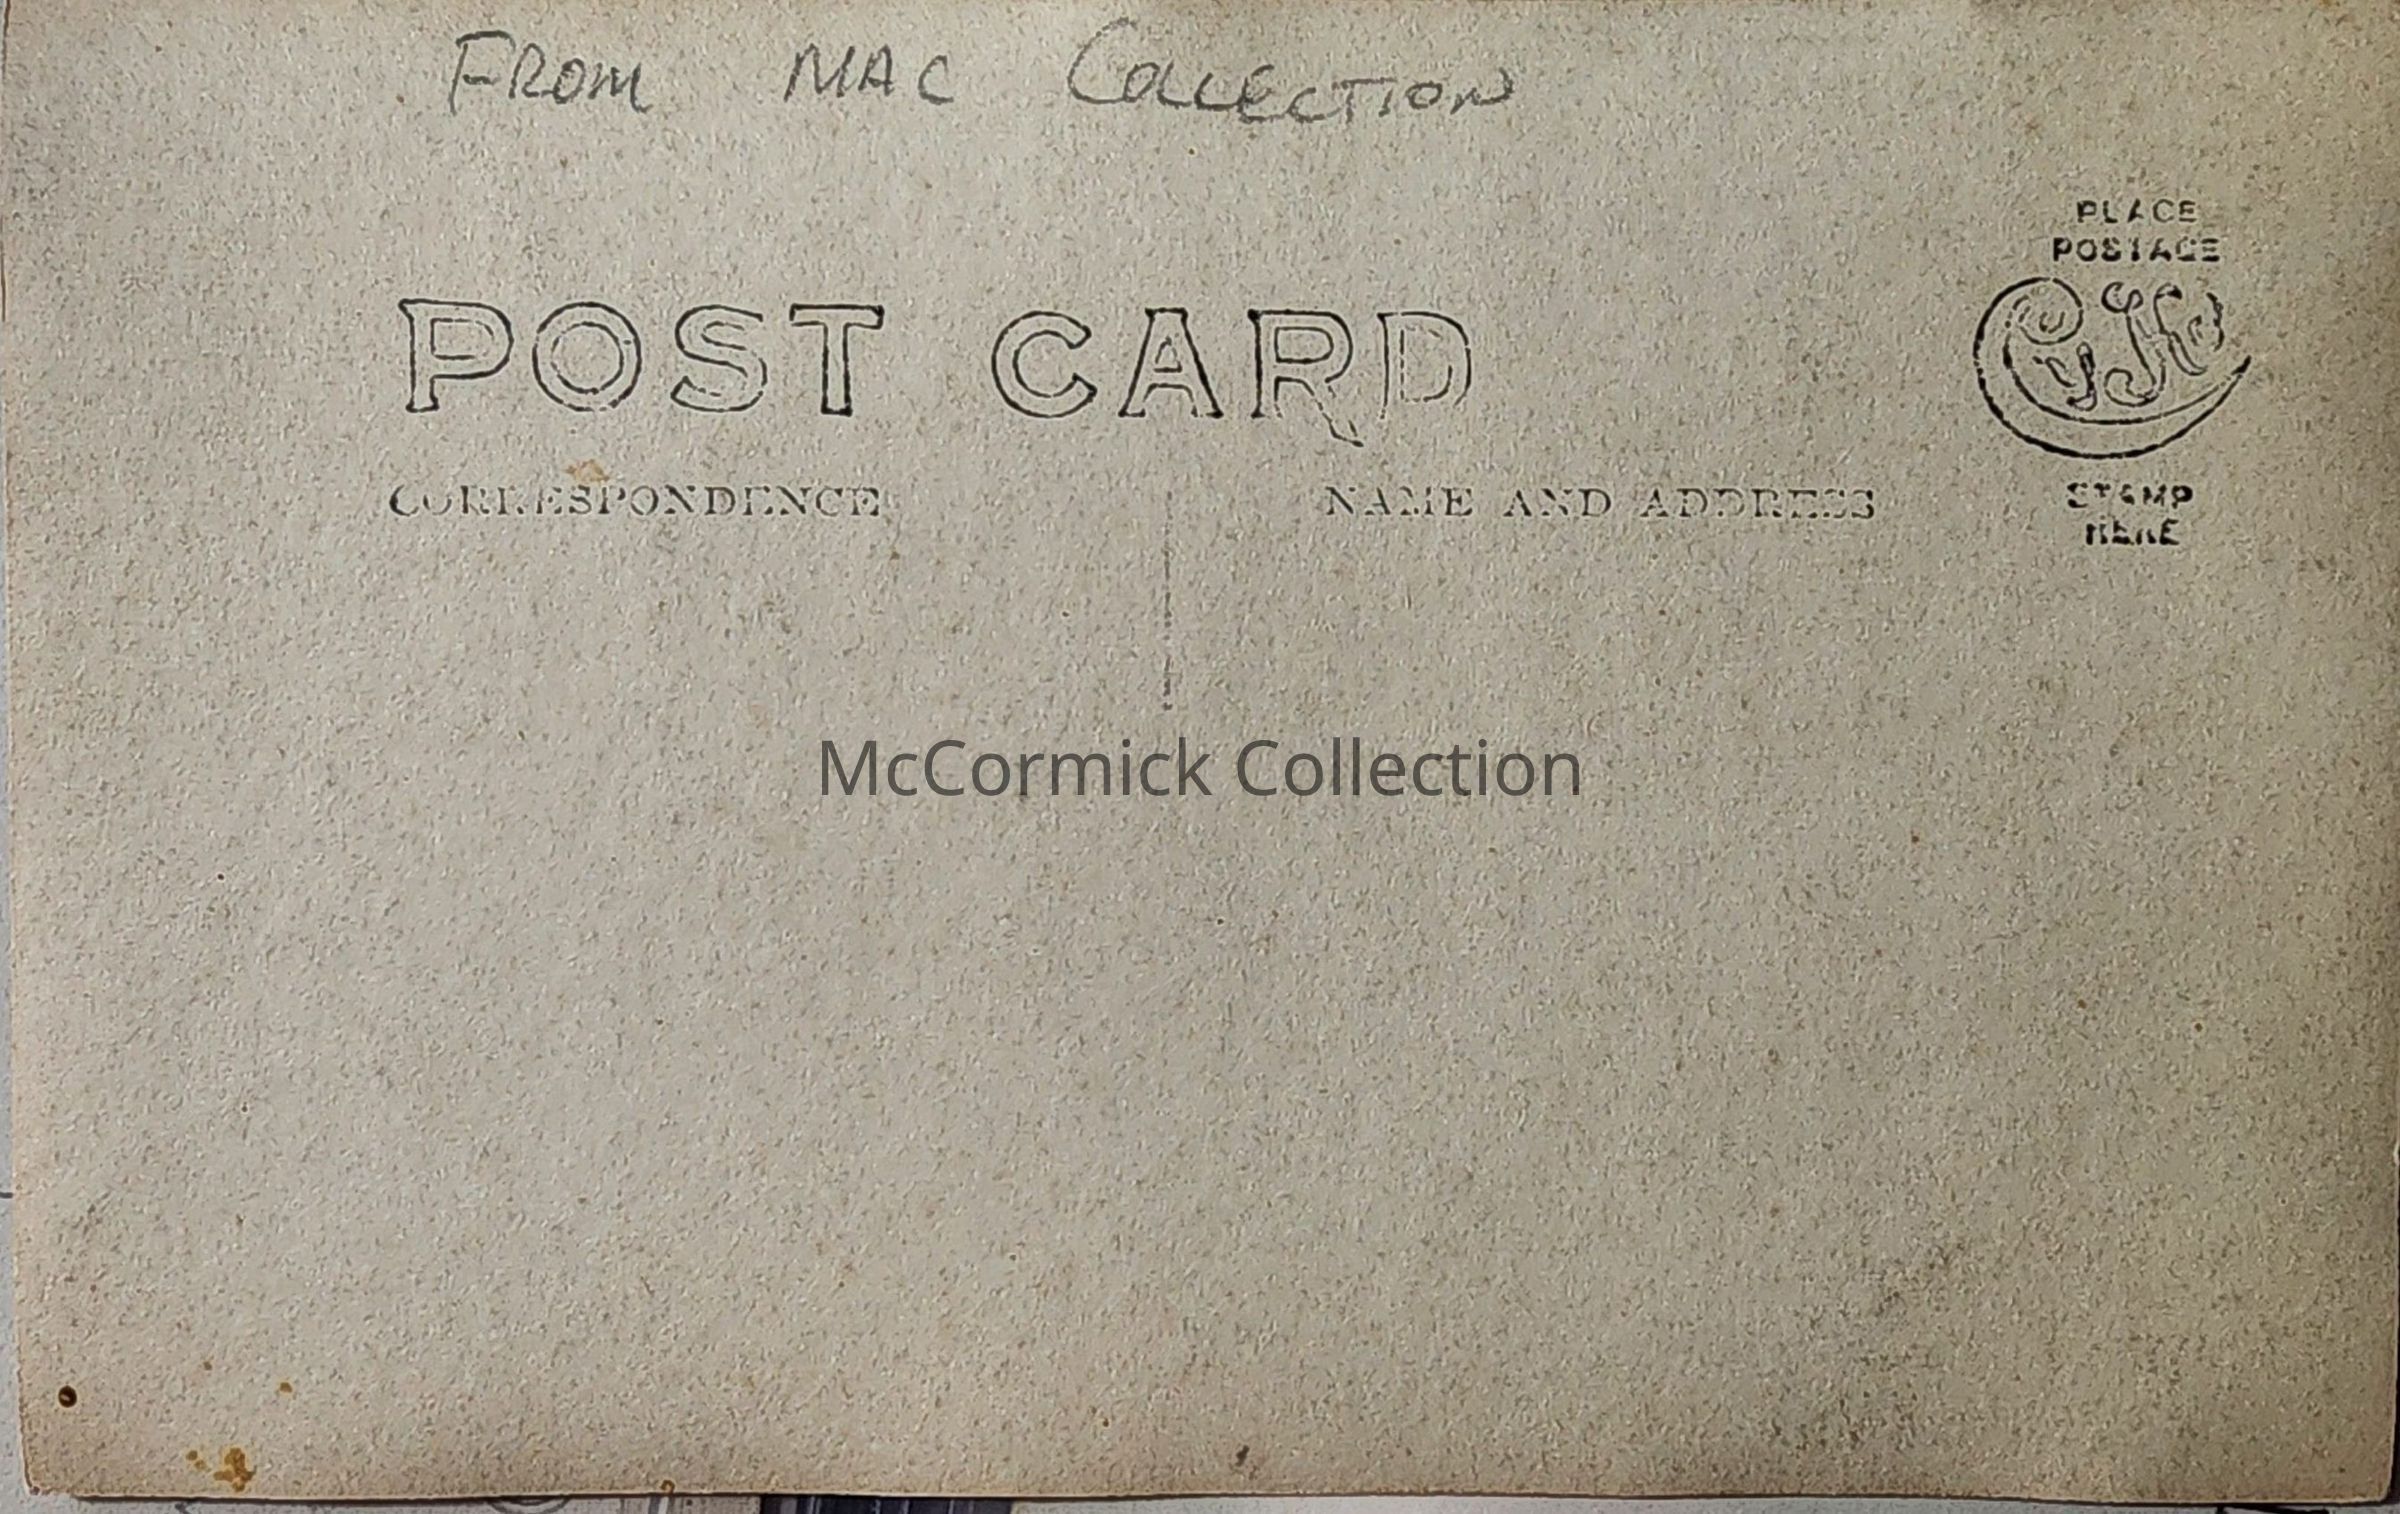 FROM MAC COLLECTION
PLACE
POSTAGE
POST CARD
CORRESPONDENCE
NAME AND ADDRESS
STAMP
HERE
McCormick Collection